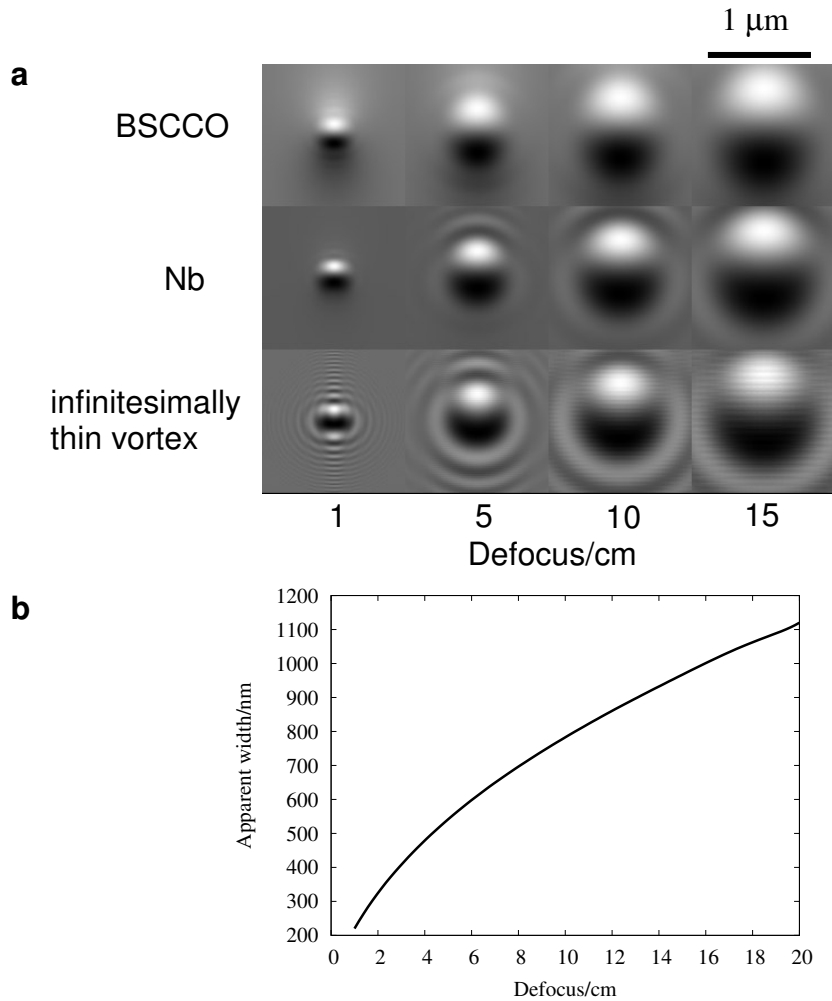 1 µm
a
BSCCO
Nb
infinitesimally
thin vortex
1 5 10 15
Defocus/cm
b
1200
1100
1000
900
800
700
600
500
400
300
200
Apparent width/nm
0 2 4 6 8 10 12 14 16 18 20
Defocus/cm